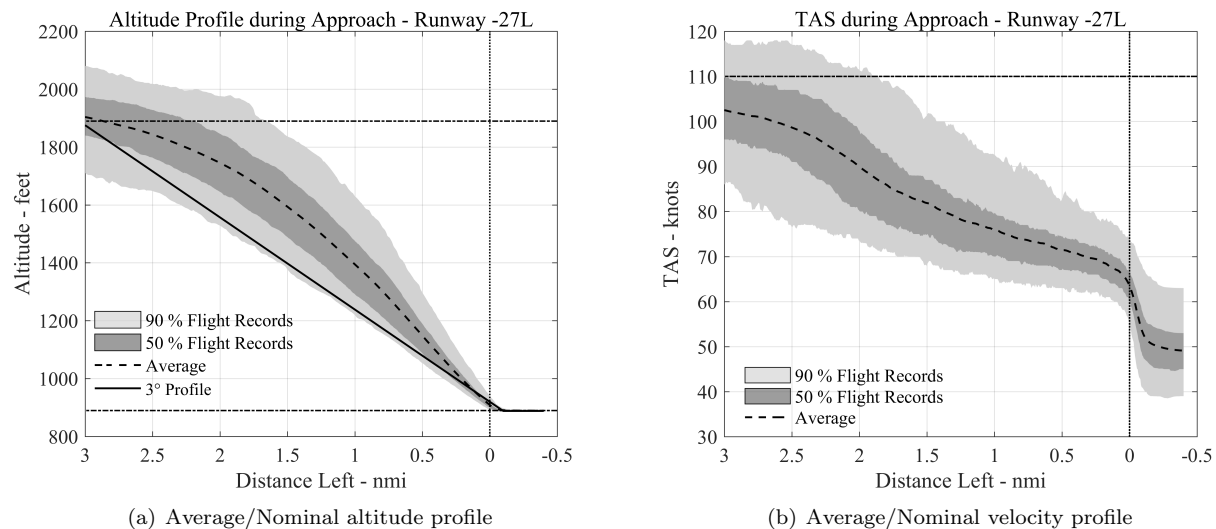 Altitude Profile during Approach - Runway -27L
2200
2000
1800
1600
1400
1200
1000
800
Altitude - feet
90 % Flight Records
50 % Flight Records
Average
3° Profile
3 2.5 2 1.5 1 0.5 0 -0.5
Distance Left - nmi
(a) Average/Nominal altitude profile
TAS during Approach - Runway -27L
120
110
100
90
80
70
60
50
40
30
TAS - knots
90 % Flight Records
50 % Flight Records
Average
3 2.5 2 1.5 1 0.5 0 -0.5
Distance Left - nmi
(b) Average/Nominal velocity profile